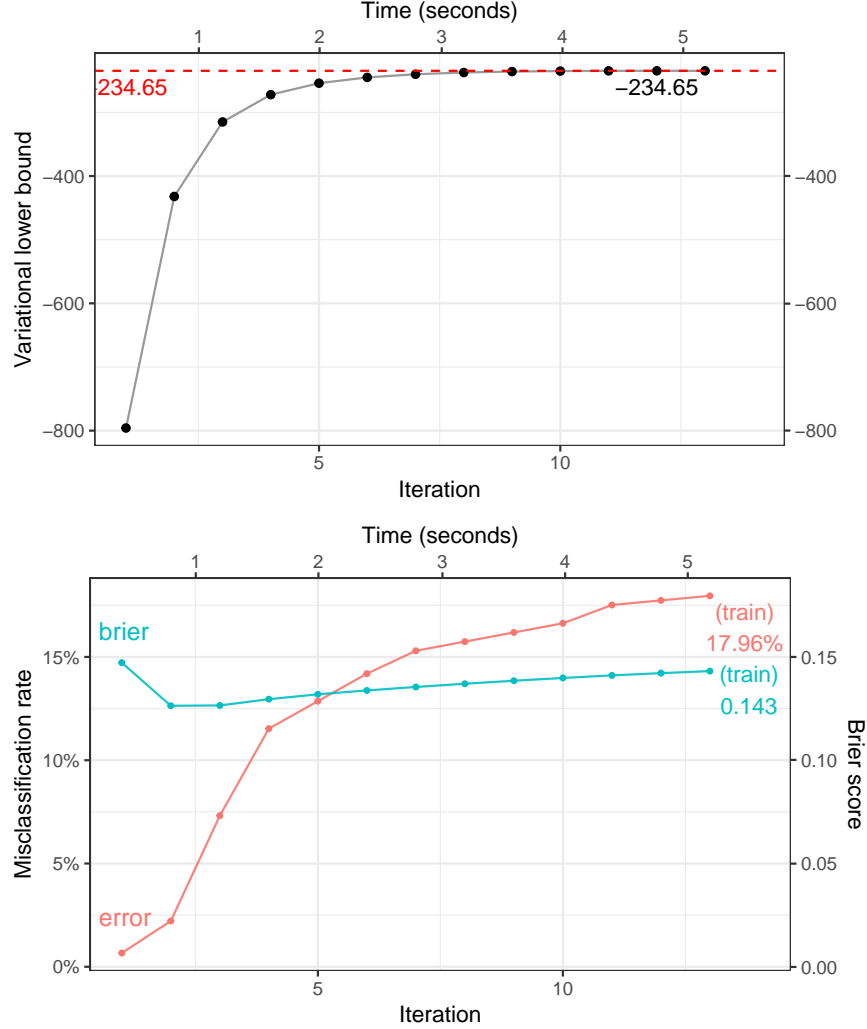 Time (seconds)
1 2 3 4 5
234.65
−234.65
−400 −400
−600 −600
−800 −800
Variational lower bound
5 10
Iteration
Time (seconds)
1 2 3 4 5
brier
(train)
17.96%
15% 0.15
(train)
0.143
10% 0.10
5% 0.05
error
0% 0.00
Misclassification rate
Brier score
5 10
Iteration